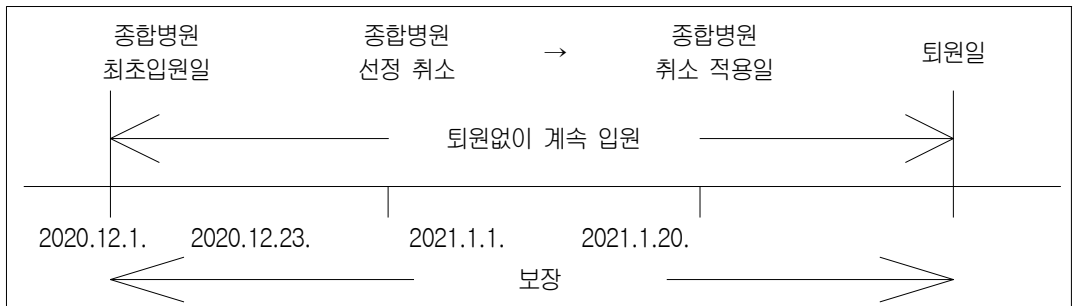 종합병원 종합병원 종합병원
최초입원일 선정 취소 → 취소 적용일 퇴원일
퇴원없이 계속 입원
2020.12.1. 2020.12.23. 2021.1.1. 2021.1.20.
보장